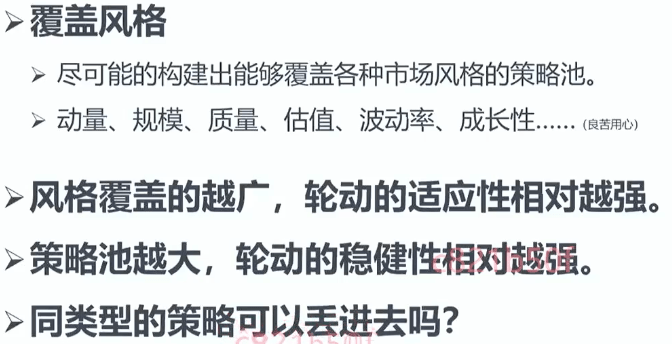 ➢覆盖风格
➢尽可能的构建出能够覆盖各种市场风格的策略池。
➢动量、规模、质量、估值、波动率、成长性...... (良苦用心)
➢风格覆盖的越广，轮动的适应性相对越强。
➢策略池越大，轮动的稳健性相对越强。
c821b50f
➢同类型的策略可以丢进去吗？
c821b50f